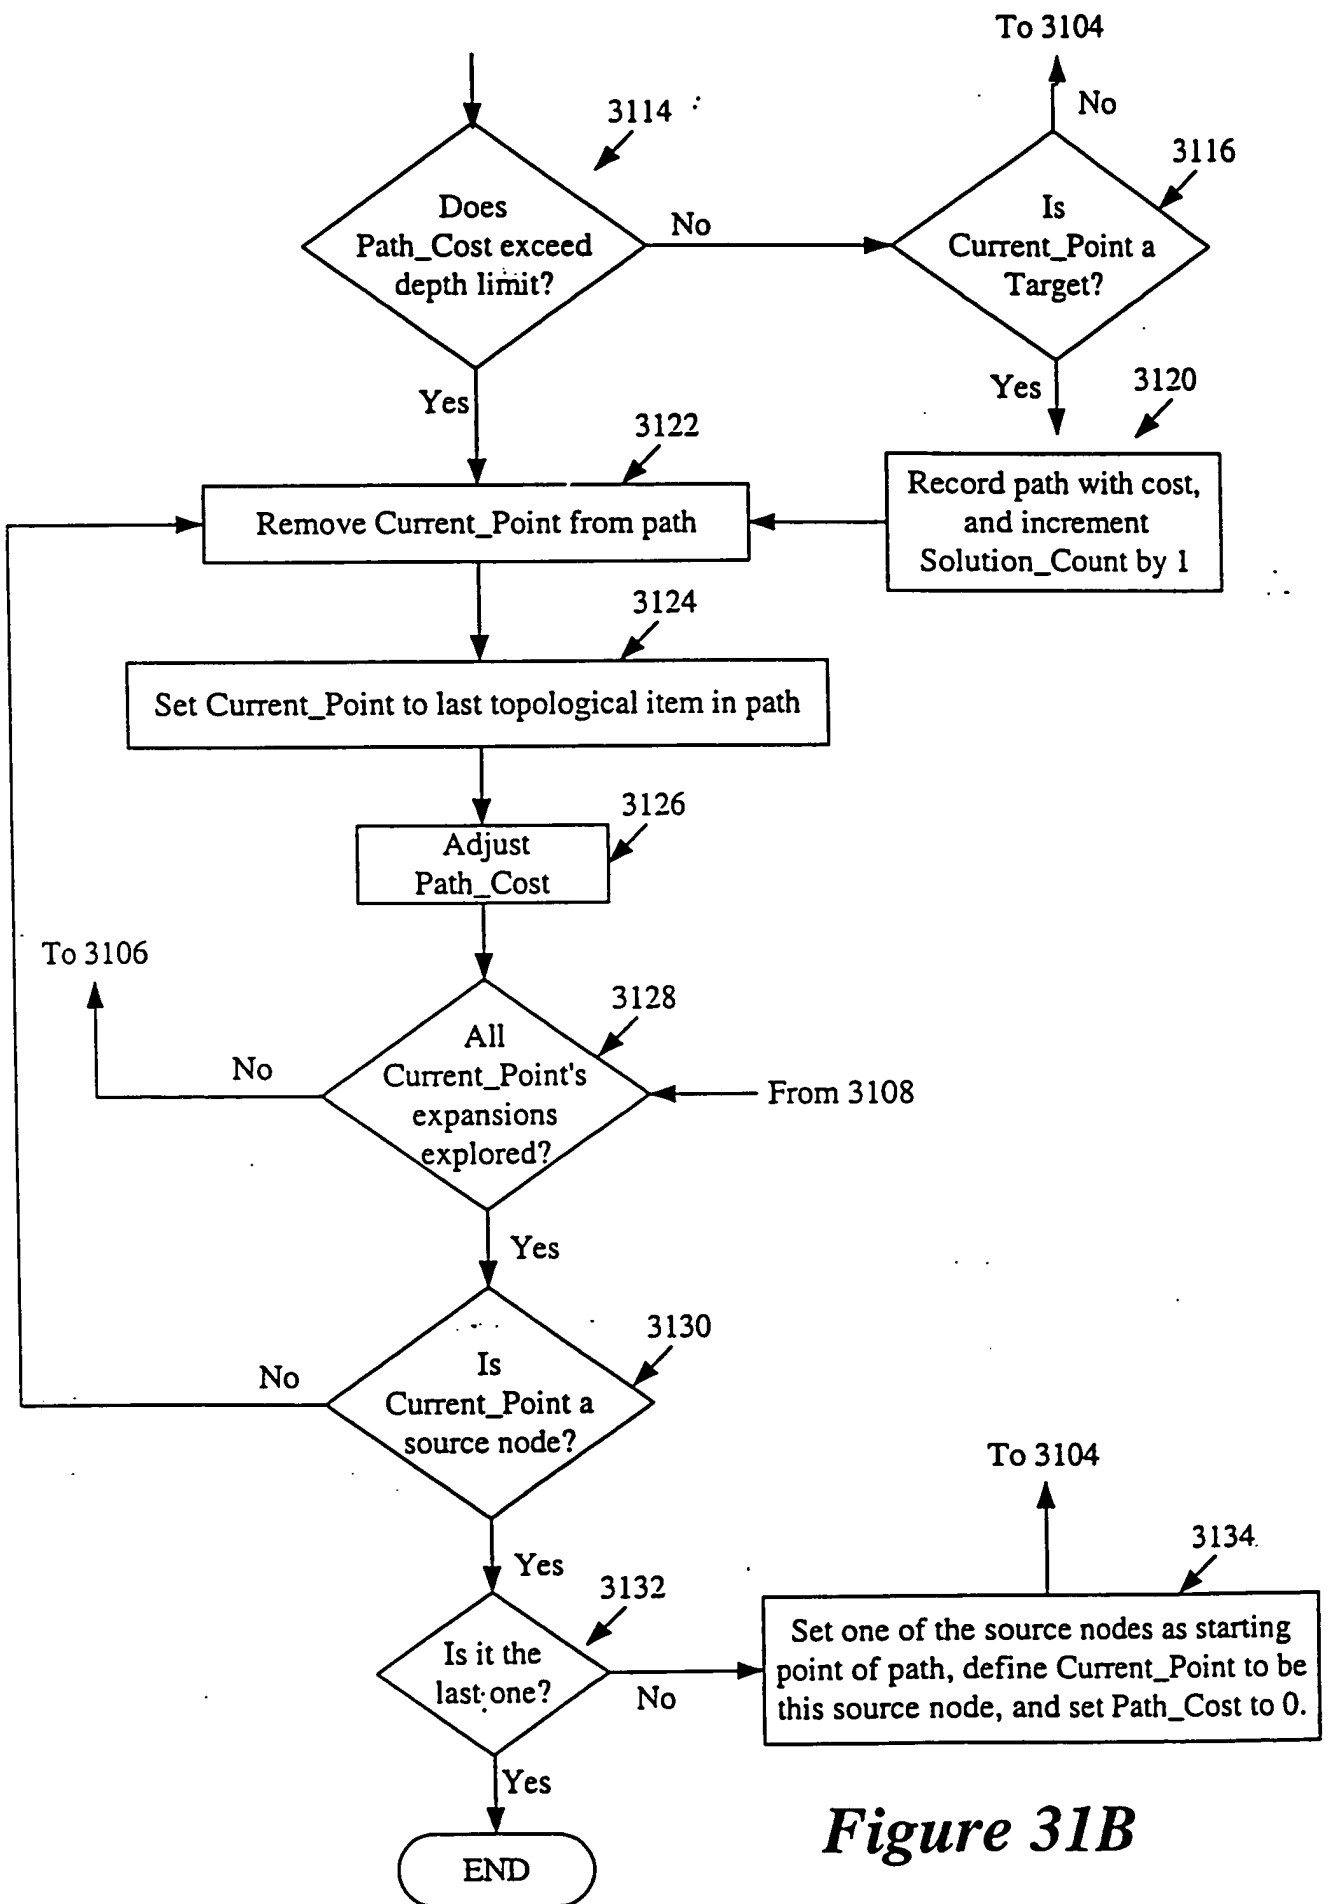 To 3104
No
3114
3116
Does
Path_Cost exceed
depth limit?
No
Is
Current_Point a
Target?
Yes
Yes
3120
3122
Record path with cost,
and increment
Solution_Count by 1
Remove Current_Point from path
3124
Set Current_Point to last topological item in path
3126
Adjust
Path_Cost
To 3106
3128
All
Current_Point's
expansions
explored?
No
From 3108
Yes
3130
Is
Current_Point a
source node?
No
To 3104
3134
Yes
3132
Is it the
last one?
No
Set one of the source nodes as starting
point of path, define Current_Point to be
this source node, and set Path_Cost to 0.
Yes
END
Figure 31B